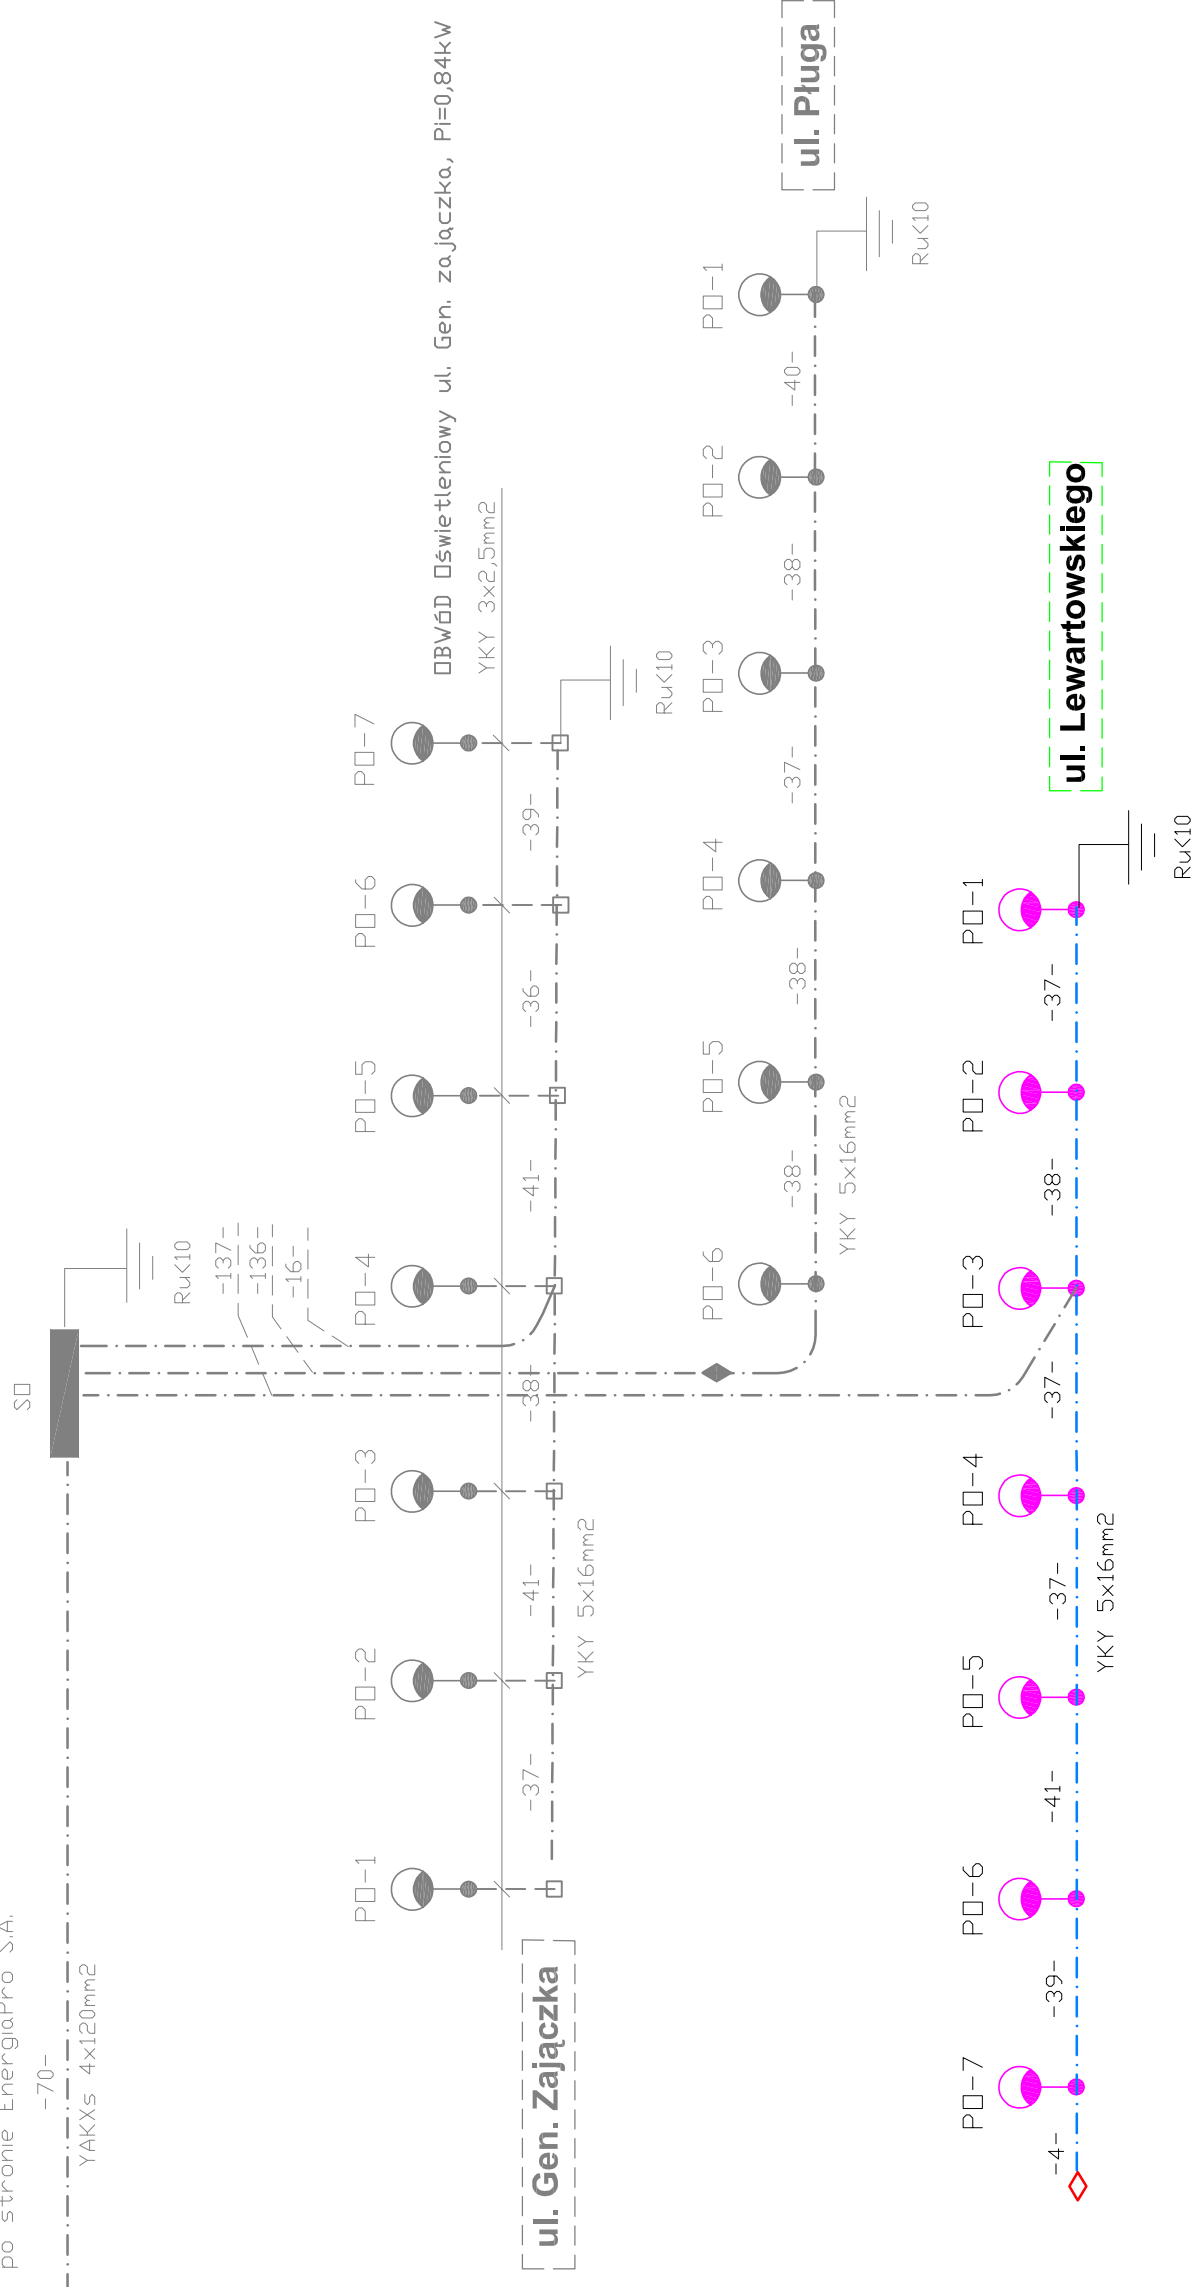 po stronie EnergiaPro S.A.
-70-
YAKXs 4x120mm2
SO
Ru<10
-137-
-136-
-16-
OBWÓD Oświetleniowy ul. Gen. zajączka, Pi=0,84kW
YKY 3x2,5mm2
PO-1
PO-2
PO-3
PO-4
PO-5
PO-6
PO-7
-37-
-41-
-38-
-41-
-36-
-39-
Ru<10
YKY 5x16mm2
ul. Gen. Zajączka
ul. Pługa
PO-6
PO-5
PO-4
PO-3
PO-2
PO-1
-38-
-38-
-37-
-38-
-40-
Ru<10
YKY 5x16mm2
ul. Lewartowskiego
PO-7
PO-6
PO-5
PO-4
PO-3
PO-2
PO-1
-4-
-39-
-41-
-37-
-37-
-38-
-37-
Ru<10
YKY 5x16mm2